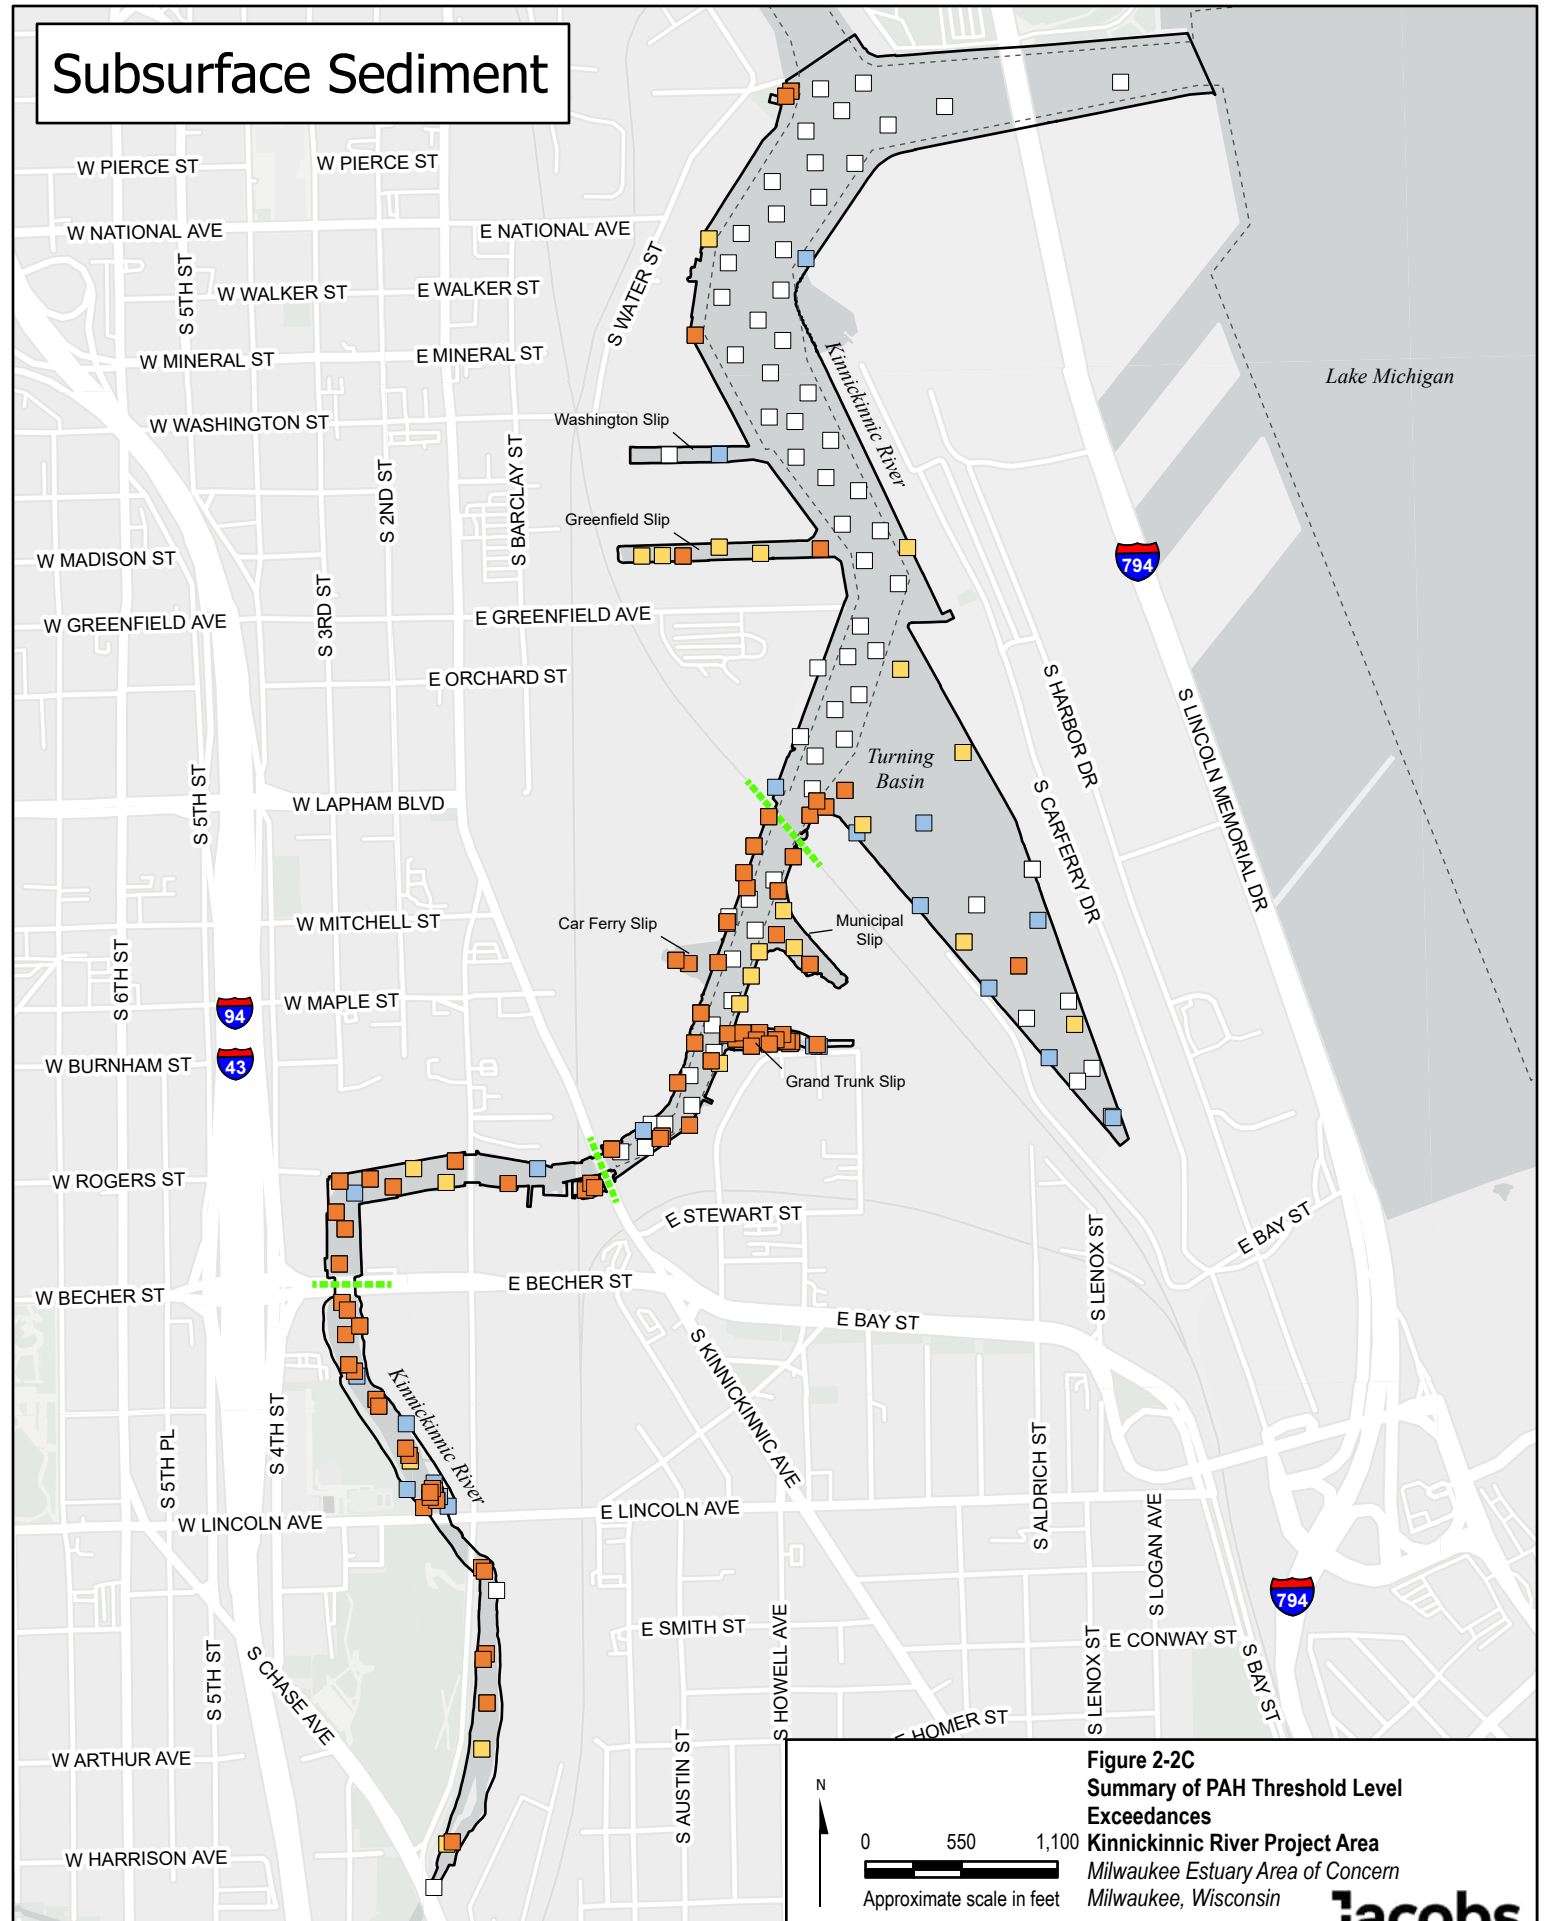 Subsurface Sediment
W PIERCE ST
W PIERCE ST
W NATIONAL AVE
E NATIONAL AVE
S 5TH ST
S WATER ST
W WALKER ST
E WALKER ST
W MINERAL ST
E MINERAL ST
Kinnickinnic River
Lake Michigan
W WASHINGTON ST
Washington Slip
S 2ND ST
S BARCLAY ST
Greenfield Slip
W MADISON ST
794
S 3RD ST
W GREENFIELD AVE
E GREENFIELD AVE
E ORCHARD ST
S HARBOR DR
S LINCOLN MEMORIAL DR
Turning
Basin
S 5TH ST
W LAPHAM BLVD
S CARFERRY DR
W MITCHELL ST
Car Ferry Slip
Municipal
Slip
S 6TH ST
W MAPLE ST
94
43
W BURNHAM ST
Grand Trunk Slip
W ROGERS ST
E STEWART ST
S LENOX ST
E BAY ST
W BECHER ST
E BECHER ST
E BAY ST
S KINNICKINNIC AVE
Kinnickinnic River
S 4TH ST
S 5TH PL
S ALDRICH ST
W LINCOLN AVE
E LINCOLN AVE
S LOGAN AVE
794
E SMITH ST
S HOWELL AVE
S LENOX ST
E CONWAY ST
S BAY ST
S 5TH ST
S CHASE AVE
E HOMER ST
W ARTHUR AVE
S AUSTIN ST
W HARRISON AVE
N
0 550 1,100
Approximate scale in feet
Figure 2-2C
Summary of PAH Threshold Level
Exceedances
Kinnickinnic River Project Area
Milwaukee Estuary Area of Concern
Milwaukee, Wisconsin
Jacobs